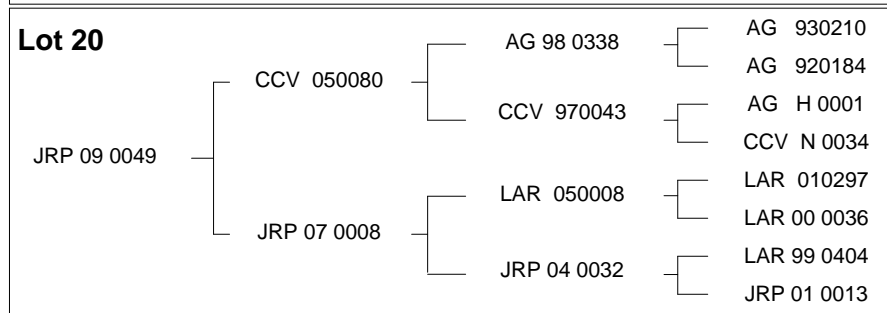 Lot 20
JRP 09 0049
CCV 050080
JRP 07 0008
AG 98 0338
CCV 970043
LAR 050008
JRP 04 0032
AG 930210
AG 920184
AG H 0001
CCV N 0034
LAR 010297
LAR 00 0036
LAR 99 0404
JRP 01 0013